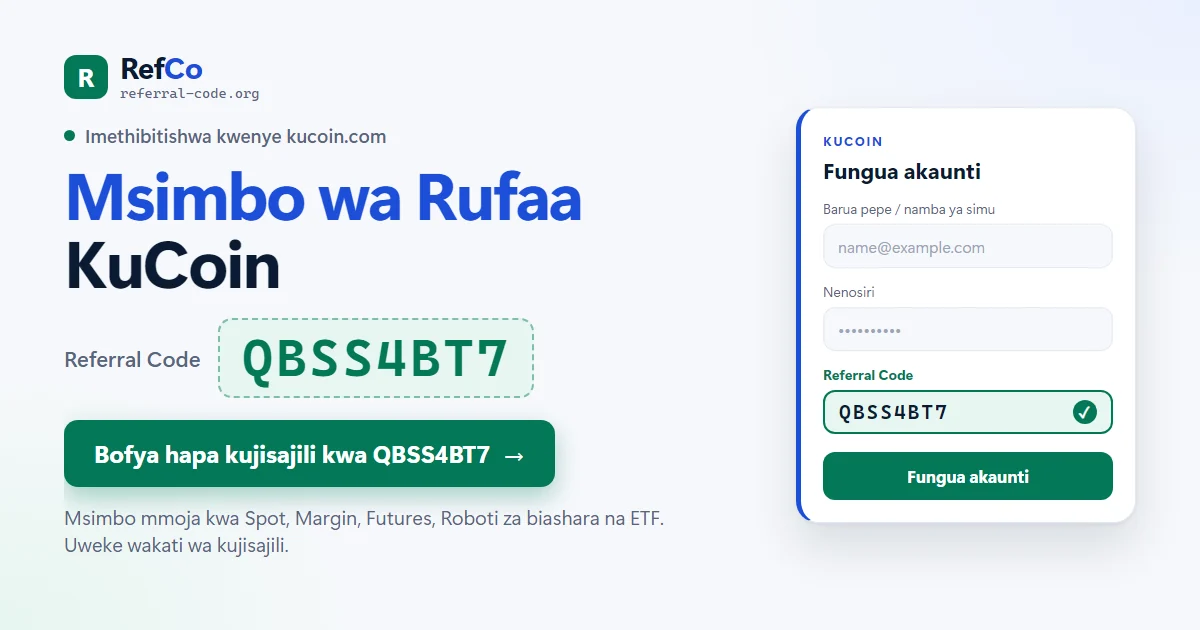 R
RefCo
referral-code.org
Imethibitishwa kwenye kucoin.com
Msimbo wa Rufaa
KuCoin
Referral Code
QBSS4BT7
Bofya hapa kujisajili kwa QBSS4BT7 →
Msimbo mmoja kwa Spot, Margin, Futures, Roboti za biashara na ETF.
Uweke wakati wa kujisajili.
KUCOIN
Fungua akaunti
Barua pepe / namba ya simu
name@example.com
Nenosiri
••••••••••
Referral Code
QBSS4BT7
Fungua akaunti